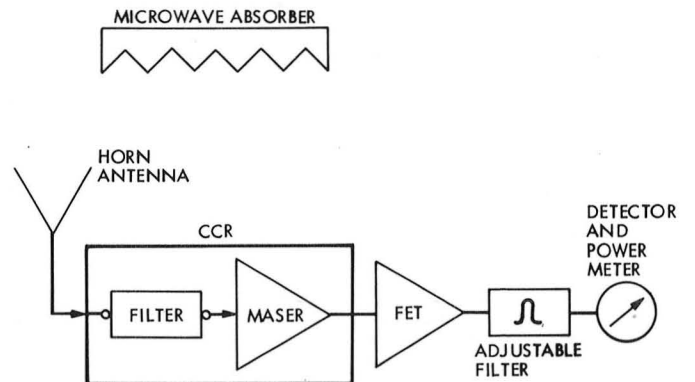 MICROWAVE ABSORBER
HORN
ANTENNA
CCR
FILTER
MASER
FET
DETECTOR
AND
POWER
METER
ADJUSTABLE
FILTER